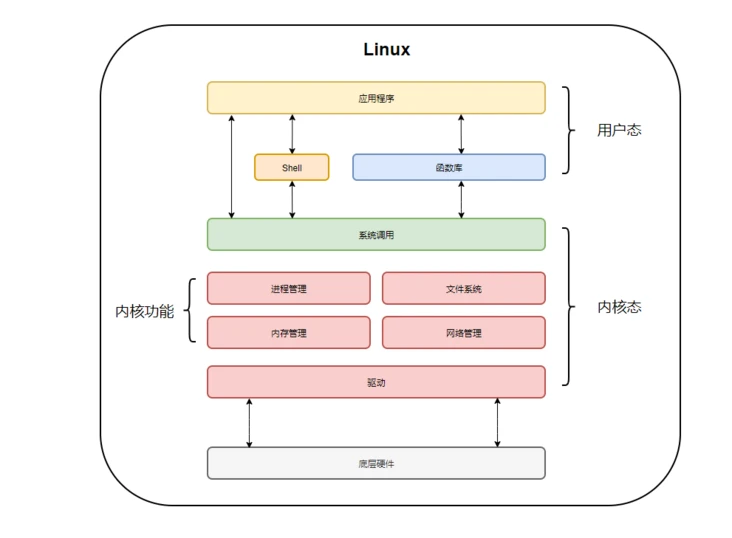 Linux
应用程序
用户态
Shell
函数库
系统调用
进程管理
文件系统
内核功能
内核态
内存管理
网络管理
驱动
底层硬件